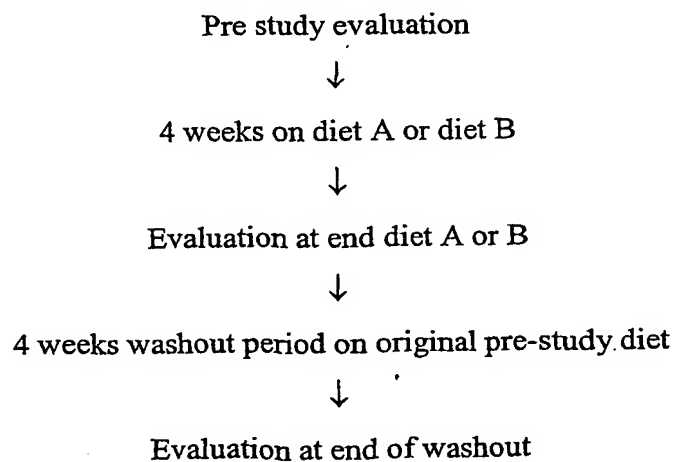 Pre study evaluation
↓
4 weeks on diet A or diet B
↓
Evaluation at end diet A or B
↓
4 weeks washout period on original pre-study diet
↓
Evaluation at end of washout